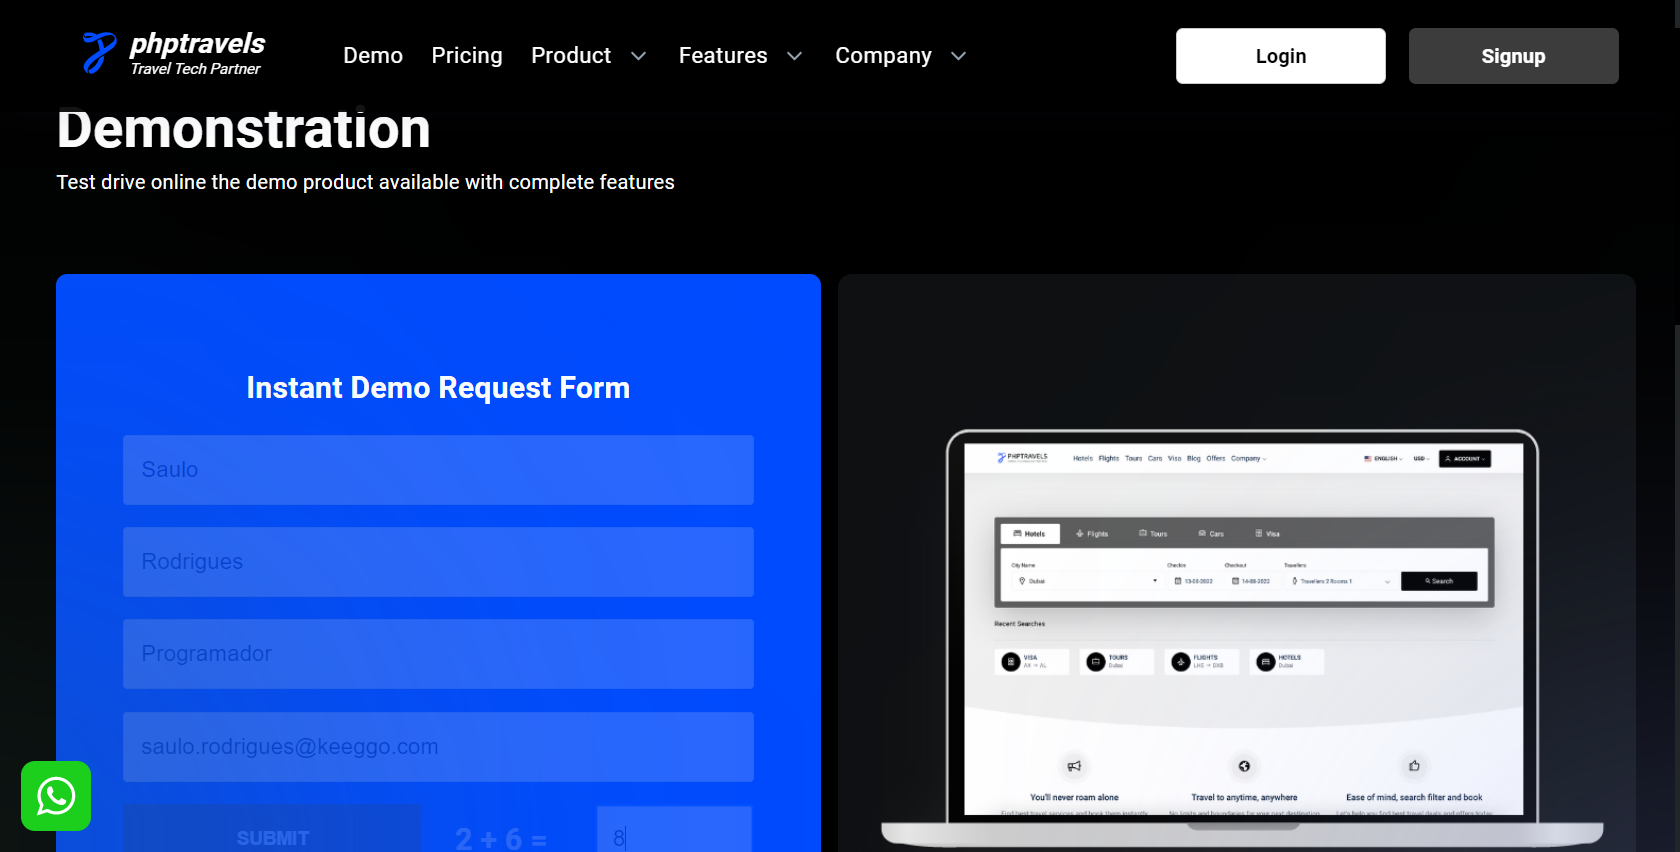 phptravels
Travel Tech Partner
Demo Pricing Product Features Company
Login Signup
Demonstration
Test drive online the demo product available with complete features
Instant Demo Request Form
Saulo
Rodrigues
Programador
saulo.rodrigues@keeggo.com
SUBMIT 2 + 6 = 8
PHPTRAVELS
Hotels Flights Tours Cars Visa Blog Offers Company
ENGLISH USD ACCOUNT
Hotels Flights Tours Cars Visa
City Name Checkin Checkout Travellers
Dubai 13-08-2022 14-08-2022 Travellers 2 Rooms 1 Search
Recent Searches
VISA TOURS FLIGHTS HOTELS
AX → AL Dubai LHE → DXB Dubai
You'll never roam alone Travel to anytime, anywhere Ease of mind, search filter and book